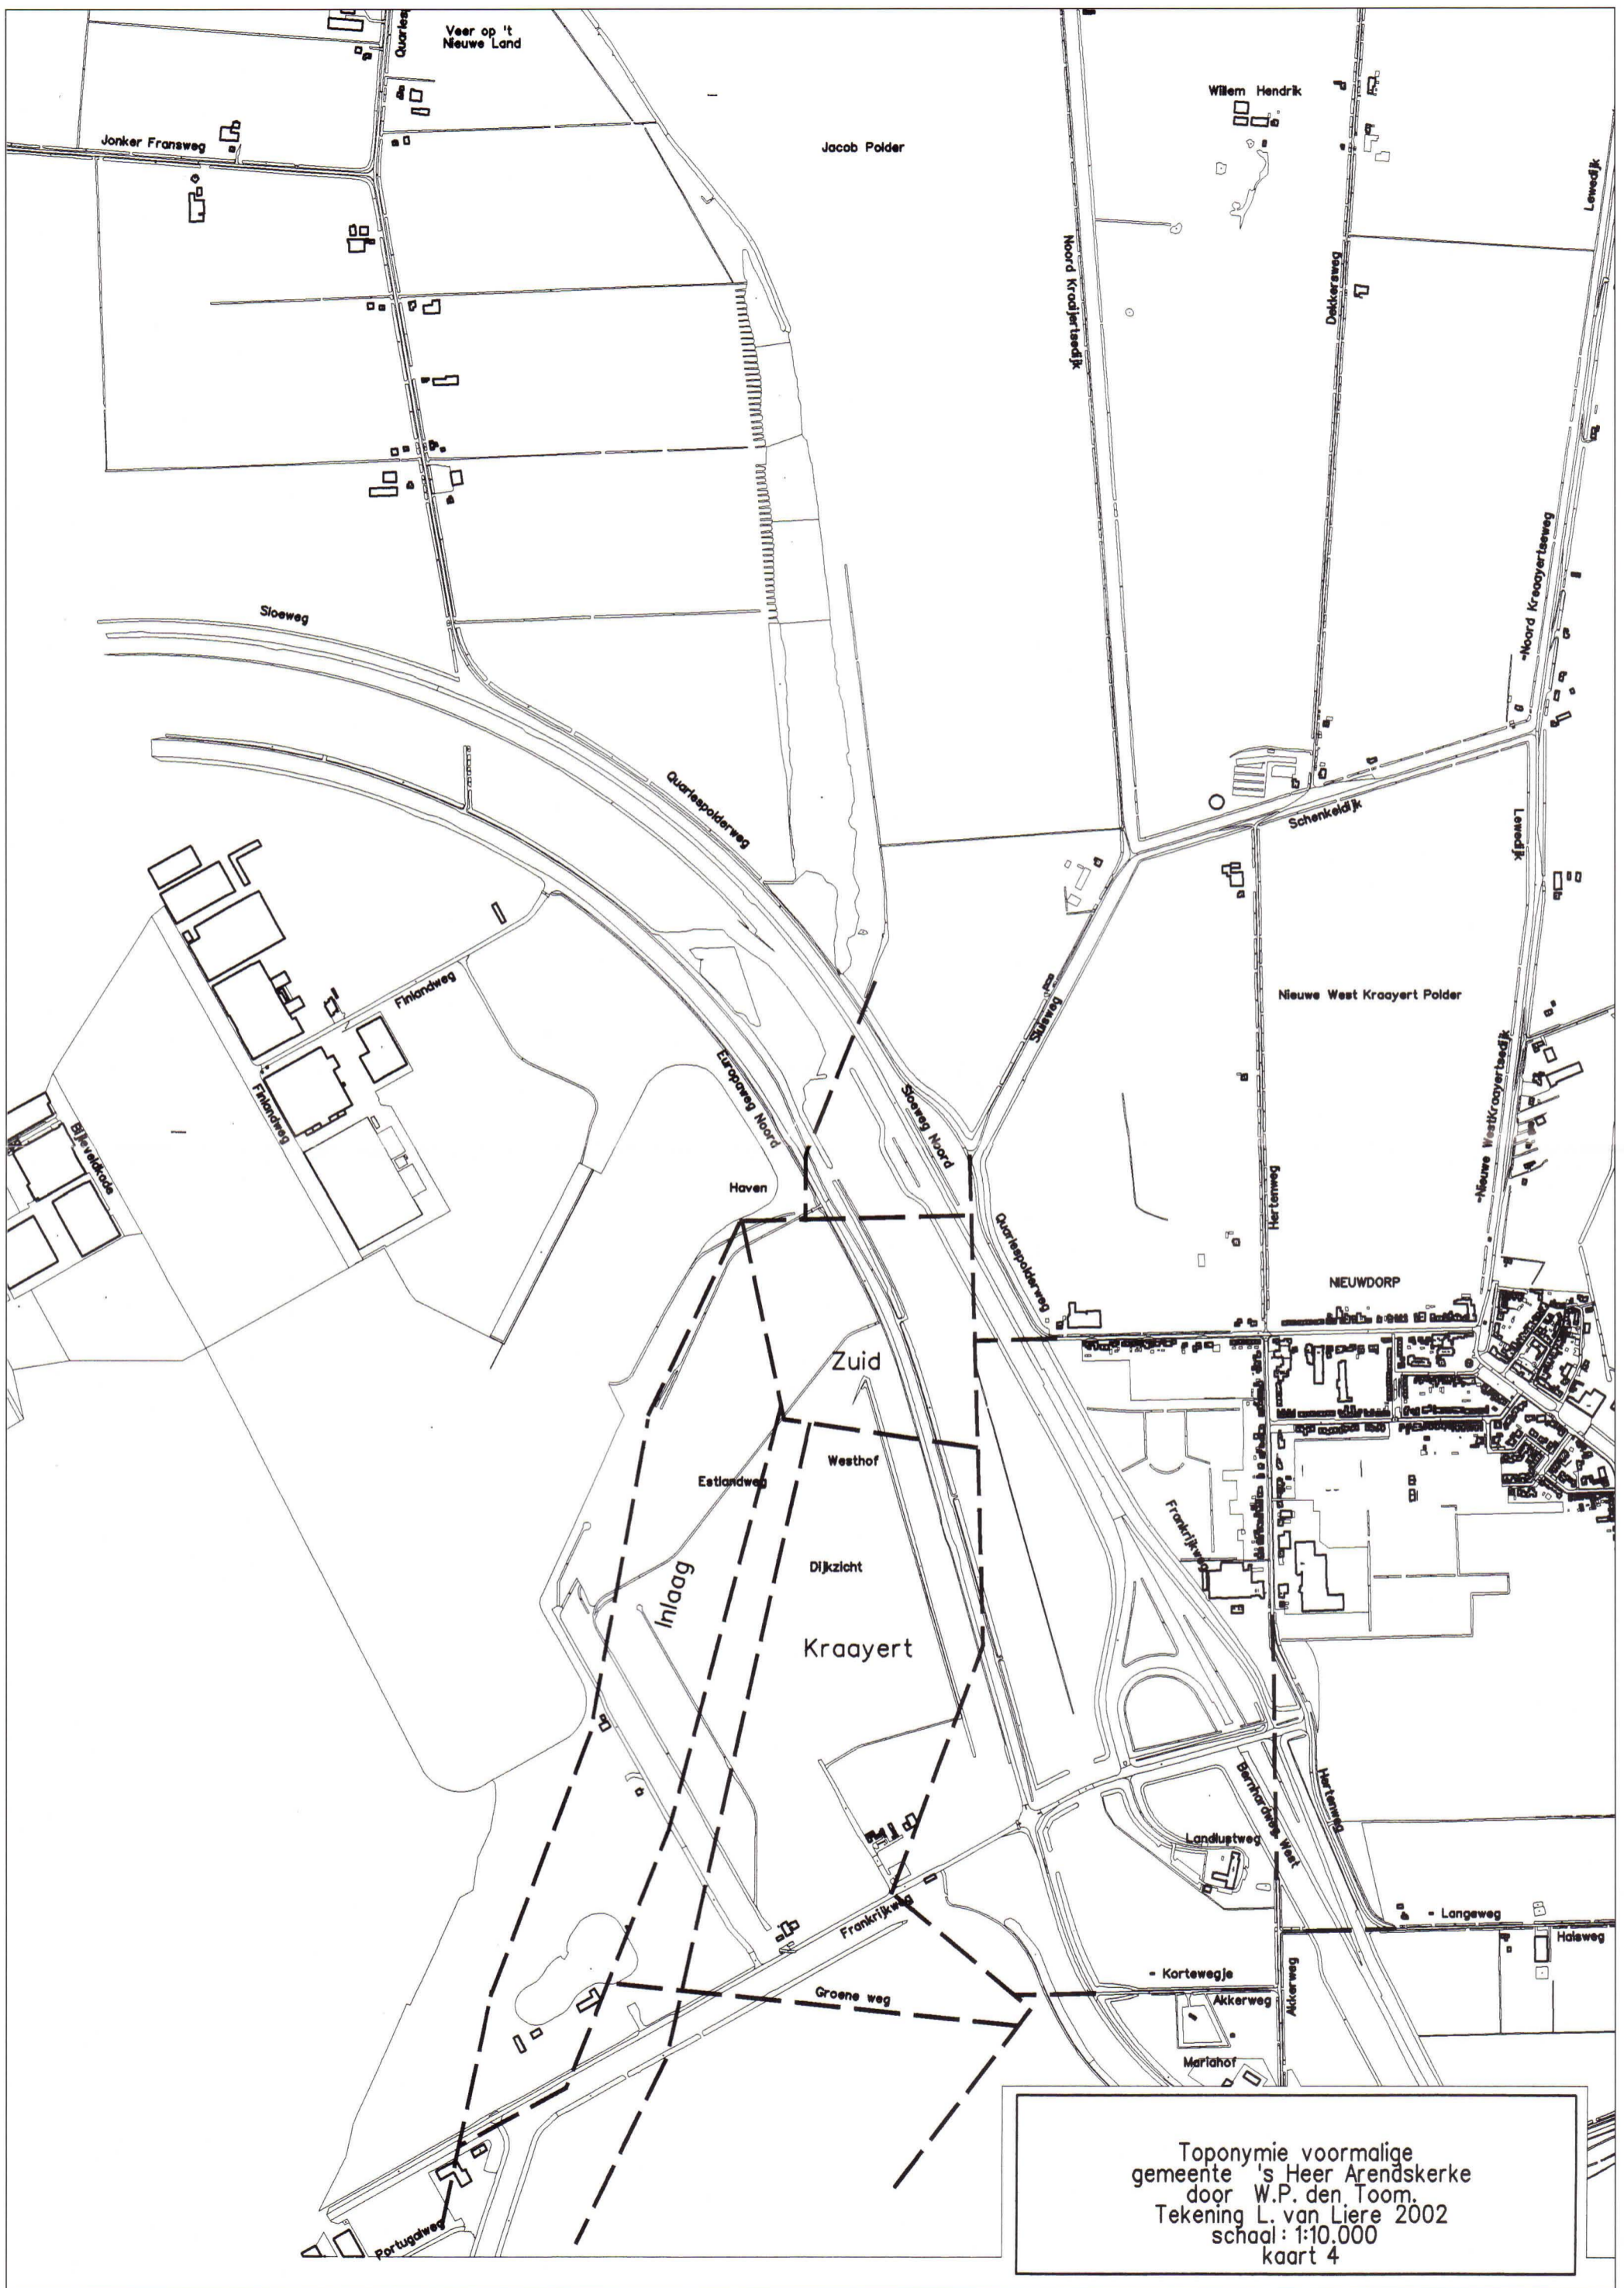 Veer op 't
Nieuwe Land
Willem Hendrik
Jonker Fransweg
Jacob Polder
Lewedijk
Noord Kraaijertsedijk
Dekkersweg
-Noord Kraayertseweg
Sloeweg
Quarlespolderweg
Schenkeldijk
Lewedijk
Finlandweg
Nieuwe West Kraayert Polder
Sluisweg
-Nieuwe WestKraayertsedijk
Europaweg Noord
Sloeweg Noord
Finlandweg
Bijleveldkade
Haven
Hertenweg
Quarlespolderweg
NIEUWDORP
Zuid
Westhof
Estlandweg
Frankrijkweg
Dijkzicht
Inlaag
Kraayert
Bernhardweg West
Hertenweg
Landlustweg
Frankrijkweg
- Langeweg
Halsweg
- Kortewegje
Groene weg
Akkerweg
Akkerweg
Mariahof
Portugalweg
Toponymie voormalige
gemeente 's Heer Arendskerke
door W.P. den Toom.
Tekening L. van Liere 2002
schaal: 1:10.000
kaart 4